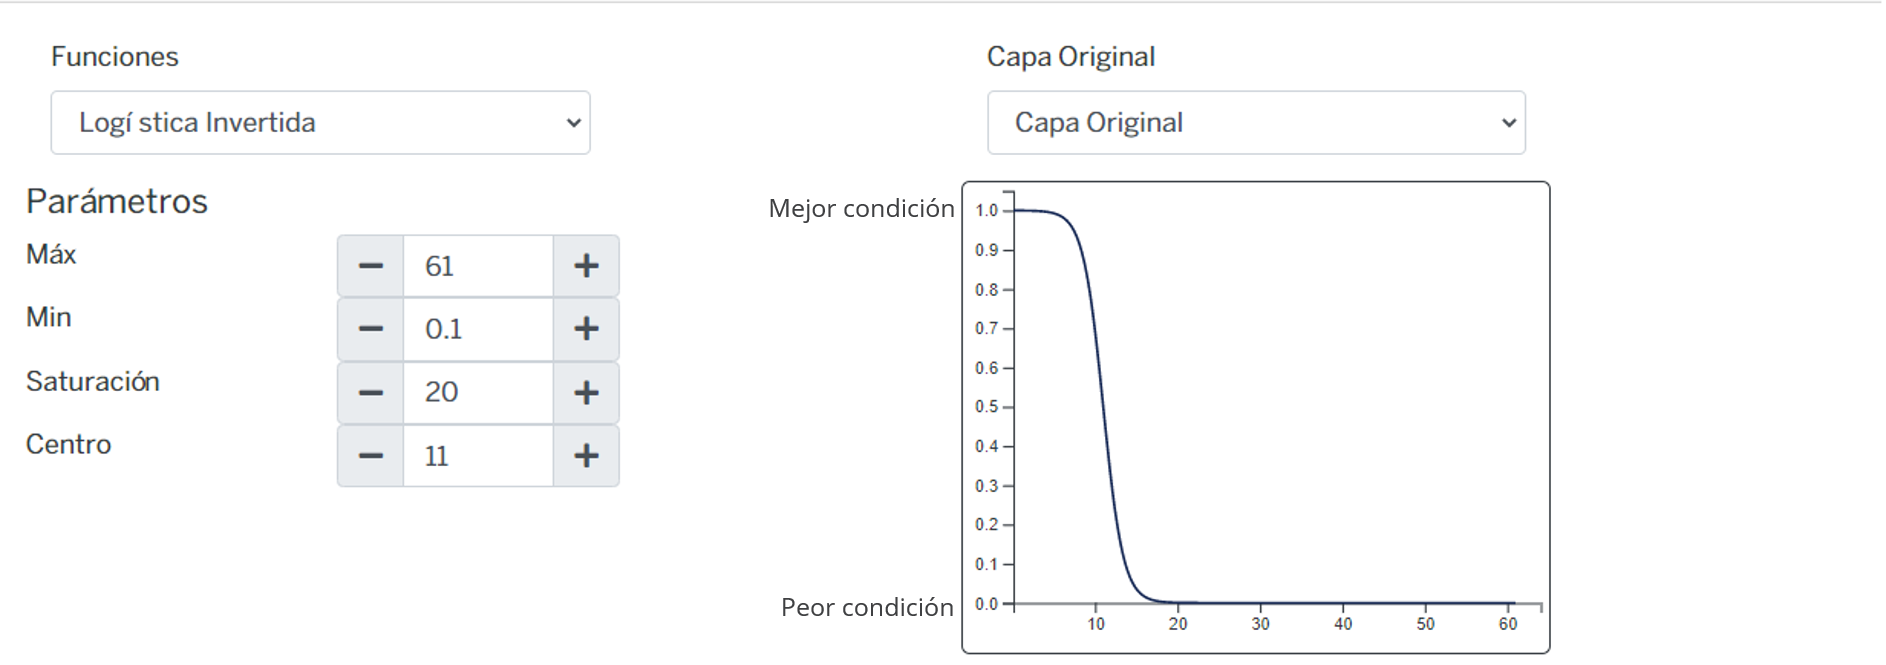 Funciones
Capa Original
Logí stica Invertida
Capa Original
Parámetros
Máx
61
Min
0.1
Saturación
20
Centro
11
Mejor condición
Peor condición
1.0
0.9
0.8
0.7
0.6
0.5
0.4
0.3
0.2
0.1
0.0
10 20 30 40 50 60